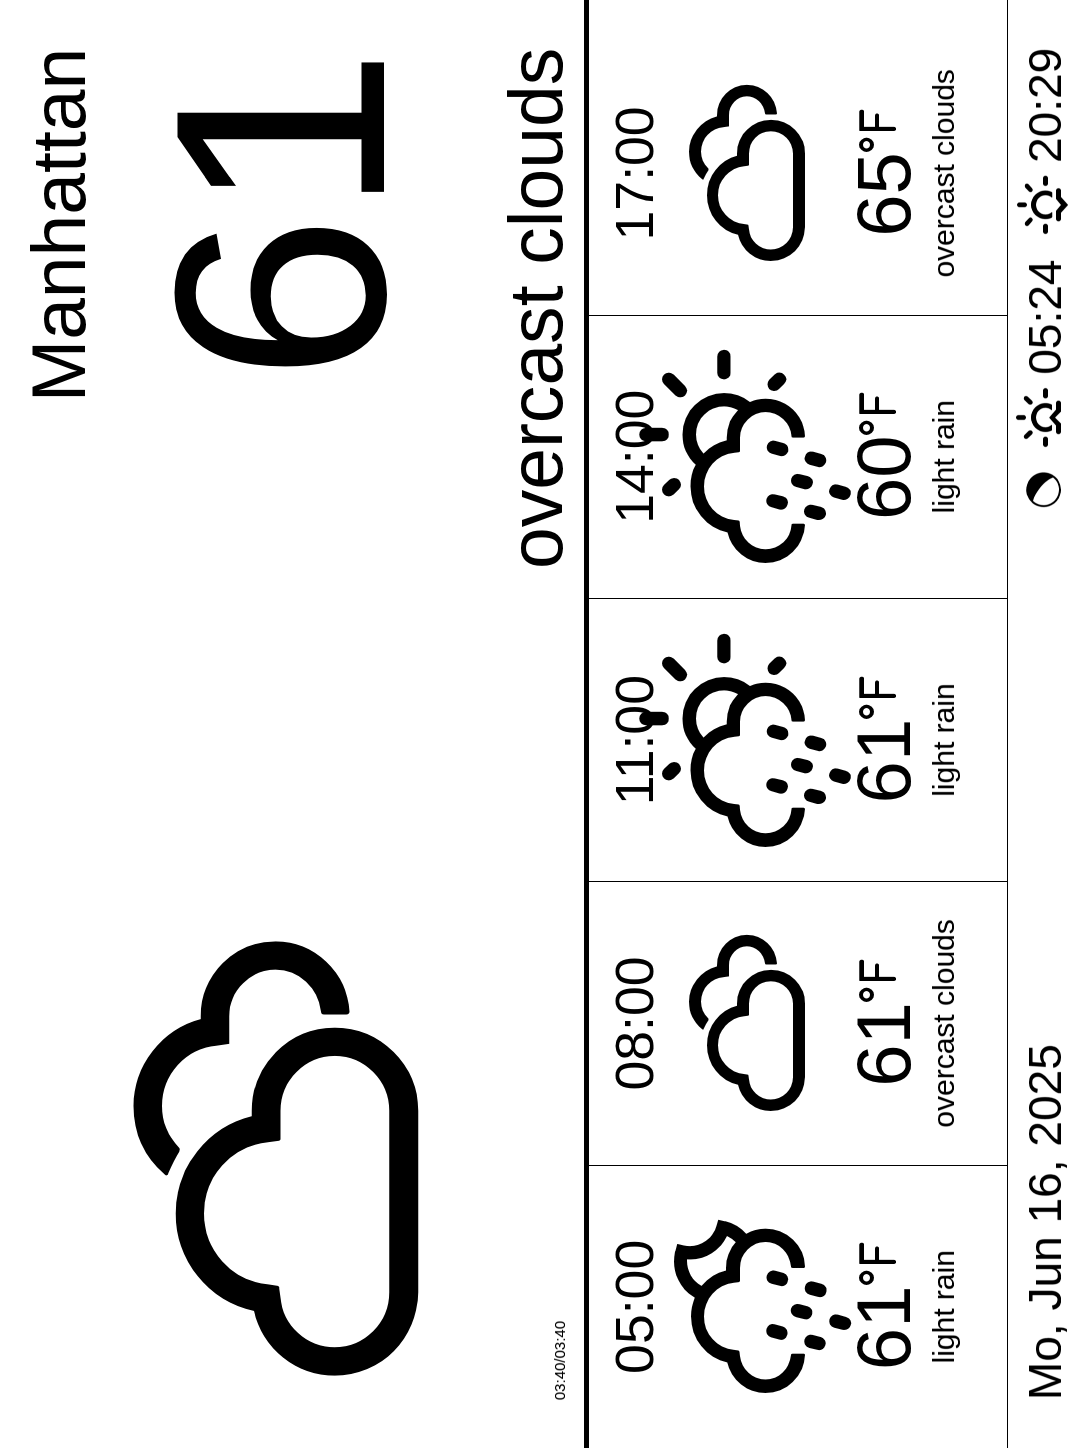 Manhattan
61
overcast clouds
03:40/03:40
05:00
08:00
11:00
14:00
17:00
61°F
61°F
61°F
60°F
65°F
light rain
overcast clouds
light rain
light rain
overcast clouds
Mo, Jun 16, 2025
05:24
20:29